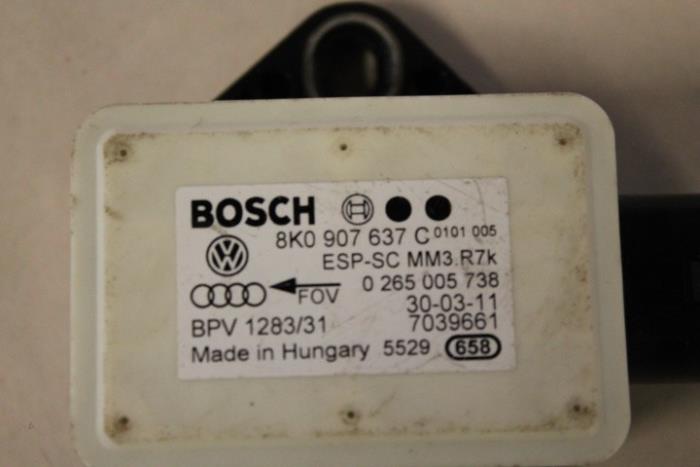 BOSCH
8K0 907 637 C 0101 005
ESP-SC MM3.R7k
FOV 0 265 005 738
30-03-11
BPV 1283/31 7039661
Made in Hungary 5529 658